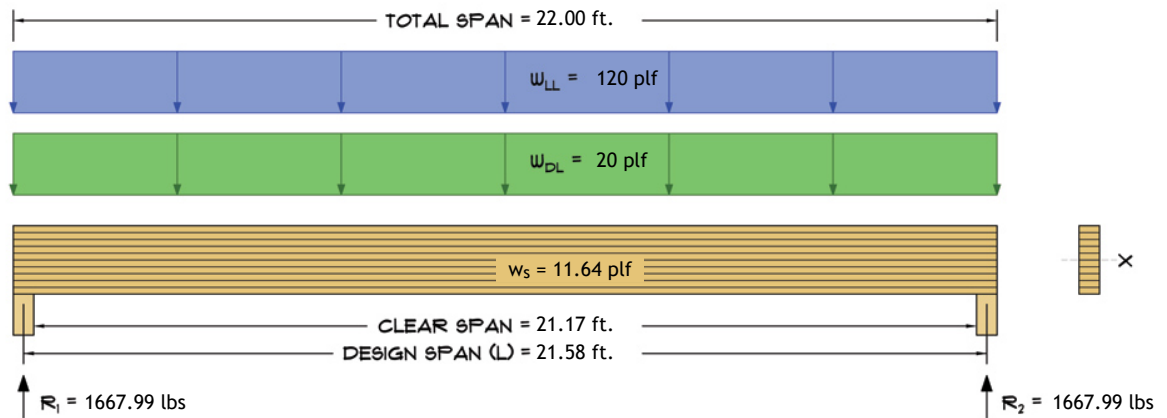 TOTAL SPAN = 22.00 ft.
wLL = 120 plf
wDL = 20 plf
ws = 11.64 plf
X
CLEAR SPAN = 21.17 ft.
DESIGN SPAN (L) = 21.58 ft.
R1 = 1667.99 lbs
R2 = 1667.99 lbs